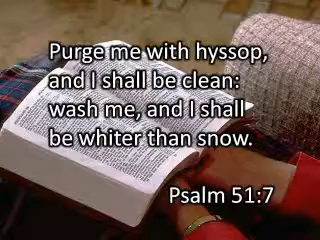 Purge me with hyssop,
and I shall be clean:
wash me, and I shall
be whiter than snow.
Psalm 51:7